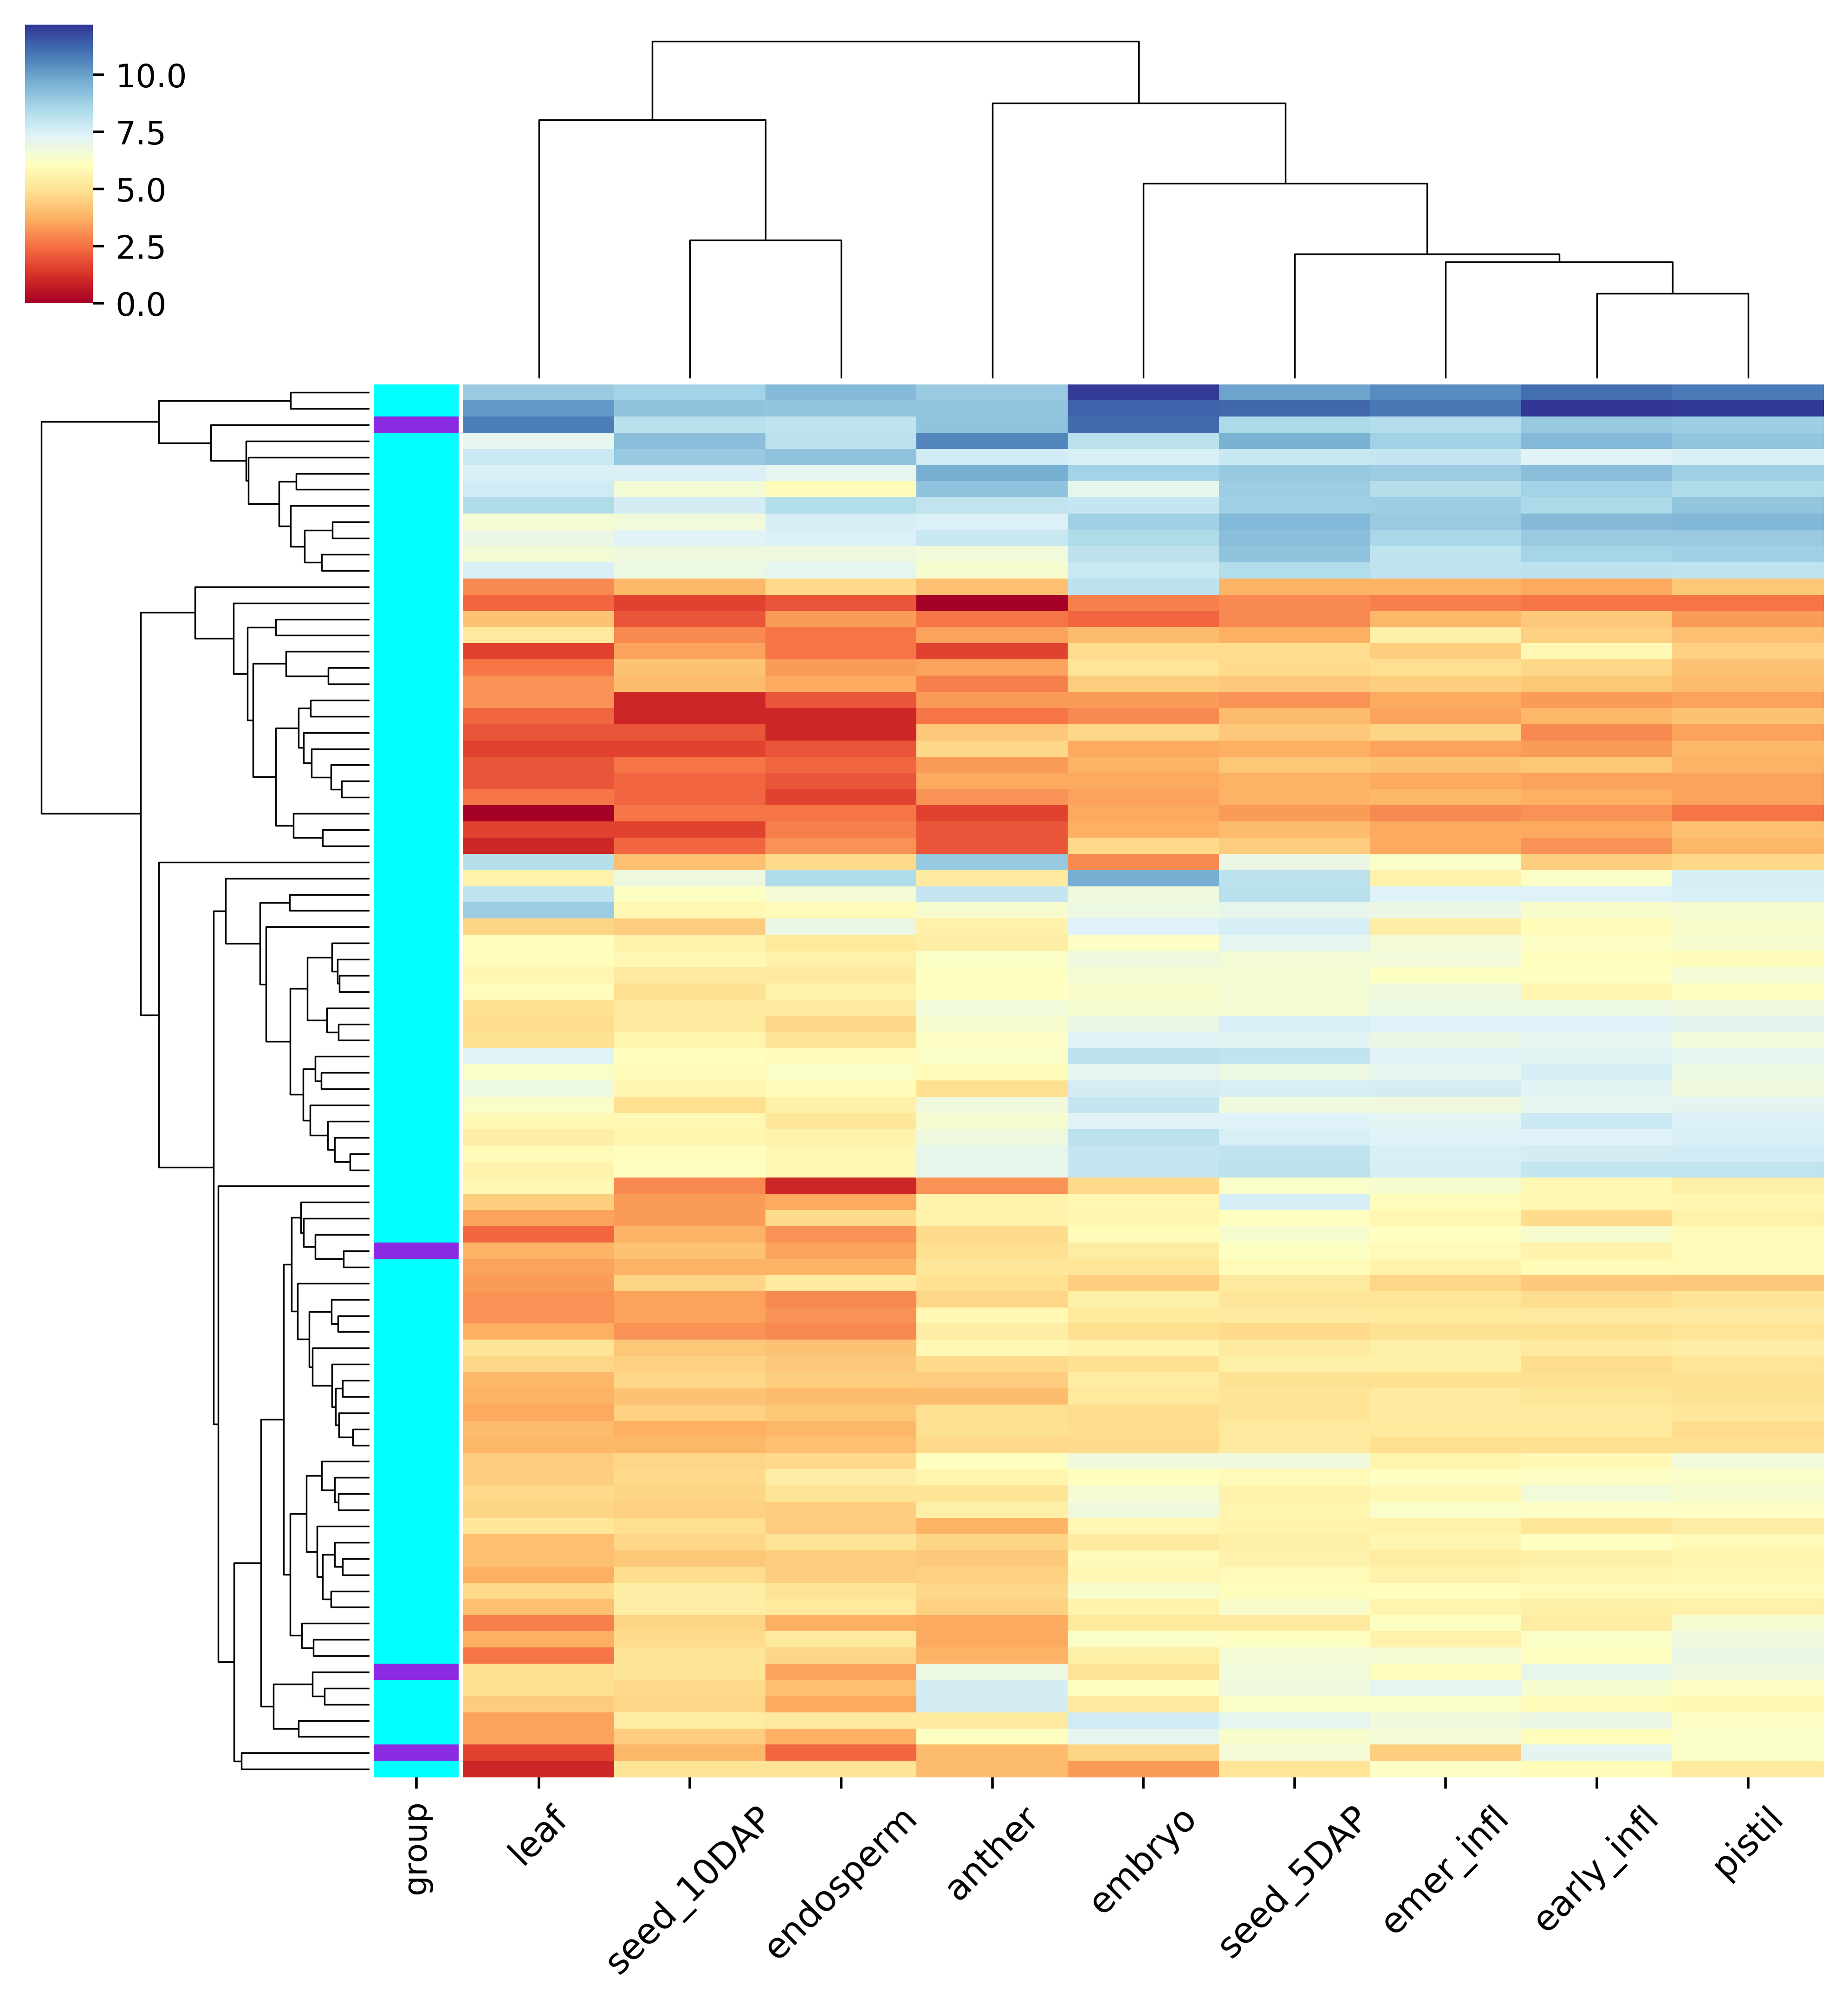 10.0
7.5
5.0
2.5
0.0
group
leaf
seed_10DAP
endosperm
anther
embryo
seed_5DAP
emer_infl
early_infl
pistil